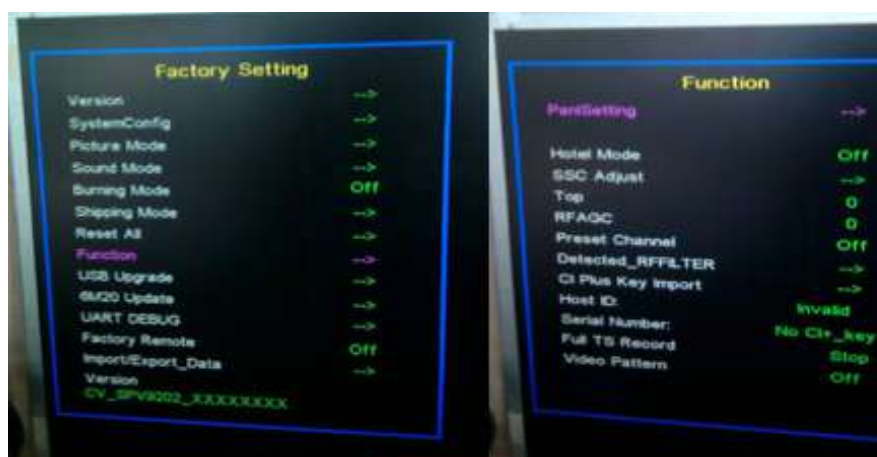 Factory Setting
Version -->
SystemConfig -->
Picture Mode -->
Sound Mode -->
Burning Mode Off
Shipping Mode -->
Reset All -->
Function -->
USB Upgrade -->
6M20 Update -->
UART DEBUG -->
Factory Remote Off
Import/Export_Data -->
Version
CV_SPV9202_XXXXXXXX
Function
PanlSetting -->
Hotel Mode Off
SSC Adjust -->
Top 0
RFAGC 0
Preset Channel Off
Detected_RFFILTER -->
CI Plus Key Import -->
Host ID: Invalid
Serial Number: No CI+_key
Full TS Record Stop
Video Pattern Off